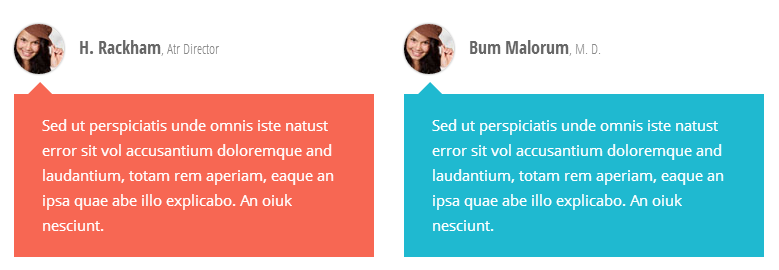 H. Rackham, Atr Director
Sed ut perspiciatis unde omnis iste natust
error sit vol accusantium doloremque and
laudantium, totam rem aperiam, eaque an
ipsa quae abe illo explicabo. An oiuk
nesciunt.
Bum Malorum, M. D.
Sed ut perspiciatis unde omnis iste natust
error sit vol accusantium doloremque and
laudantium, totam rem aperiam, eaque an
ipsa quae abe illo explicabo. An oiuk
nesciunt.